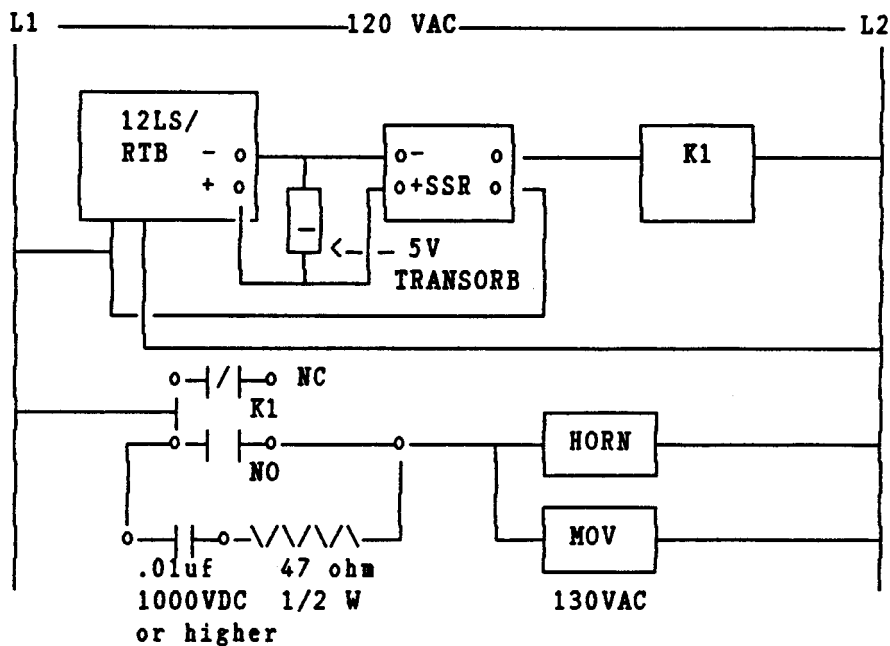 L1 120 VAC L2
12LS/
RTB - o o- o K1
+ o o+SSR o
5V
TRANSORB
NC
K1
HORN
NO
MOV
.01uf 47 ohm
1000VDC 1/2 W 130VAC
or higher